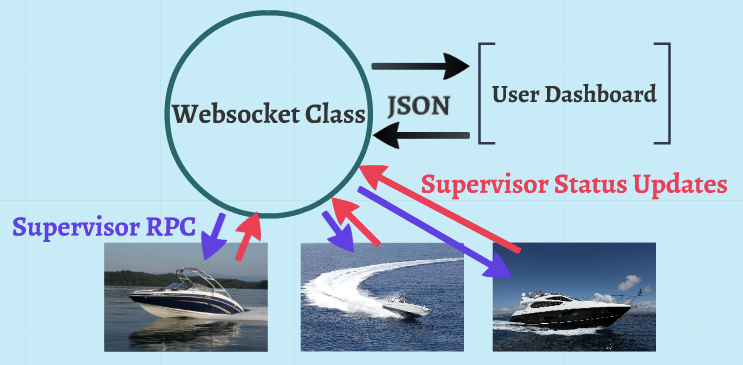 Websocket Class
JSON
User Dashboard
Supervisor Status Updates
Supervisor RPC